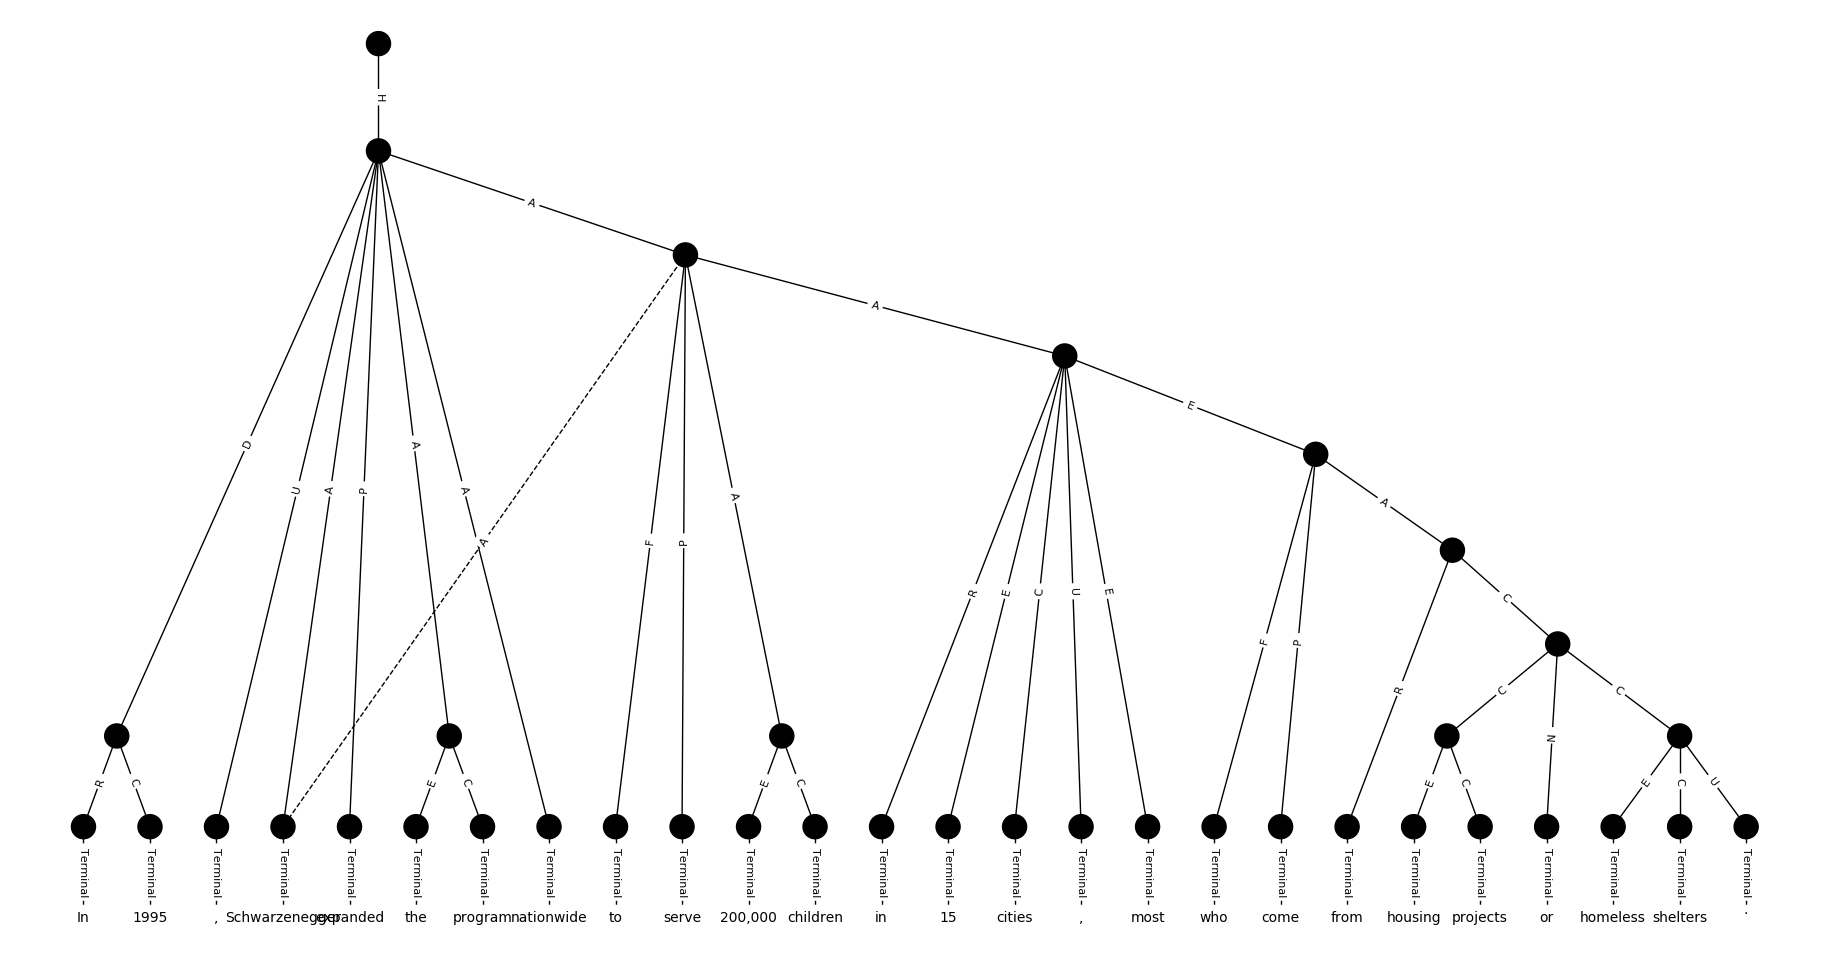 H
A
A
E
A
D
A
U
A
P
A
A
F
P
A
R
E
C
U
E
F
P
C
R
C
N
C
R
C
E
C
E
C
E
C
E
C
U
Terminal Terminal Terminal Terminal Terminal Terminal Terminal Terminal Terminal Terminal Terminal Terminal Terminal Terminal Terminal Terminal Terminal Terminal Terminal Terminal Terminal Terminal Terminal Terminal Terminal Terminal
In 1995 , Schwarzenegger expanded the program nationwide to serve 200,000 children in 15 cities , most who come from housing projects or homeless shelters .